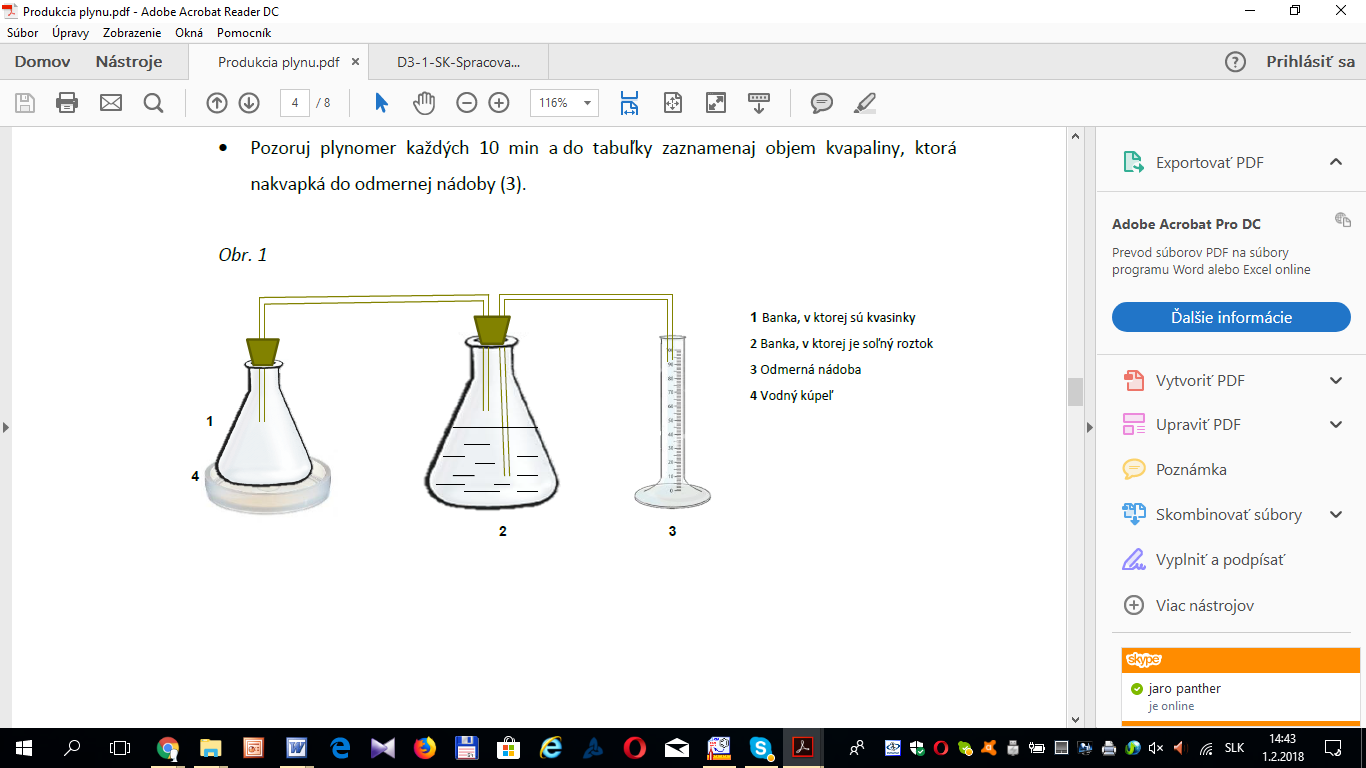 Produkcia plynu.pdf - Adobe Acrobat Reader DC
Súbor Úpravy Zobrazenie Okná Pomocník
Domov Nástroje Produkcia plynu.pdf × D3-1-SK-Spracova... Prihlásiť sa
4 / 8 116%
• Pozoruj plynomer každých 10 min a do tabuľky zaznamenaj objem kvapaliny, ktorá
nakvapká do odmernej nádoby (3).
Obr. 1
1 Banka, v ktorej sú kvasinky
2 Banka, v ktorej je soľný roztok
3 Odmerná nádoba
4 Vodný kúpeľ
1
4
2
3
Exportovať PDF
Adobe Acrobat Pro DC
Prevod súborov PDF na súbory
programu Word alebo Excel online
Ďalšie informácie
Vytvoriť PDF
Upraviť PDF
Poznámka
Skombinovať súbory
Vyplniť a podpísať
Viac nástrojov
skype
jaro panther
je online
SLK
14:43
1.2.2018